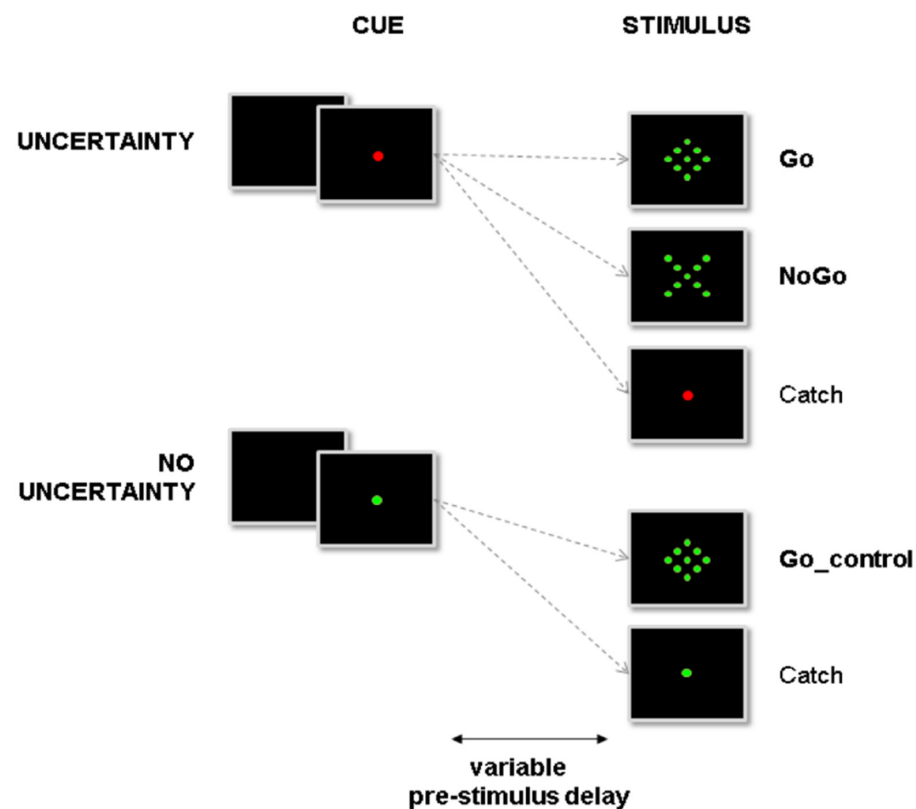 CUE
STIMULUS
UNCERTAINTY
Go
NoGo
Catch
NO
UNCERTAINTY
Go_control
Catch
variable
pre-stimulus delay